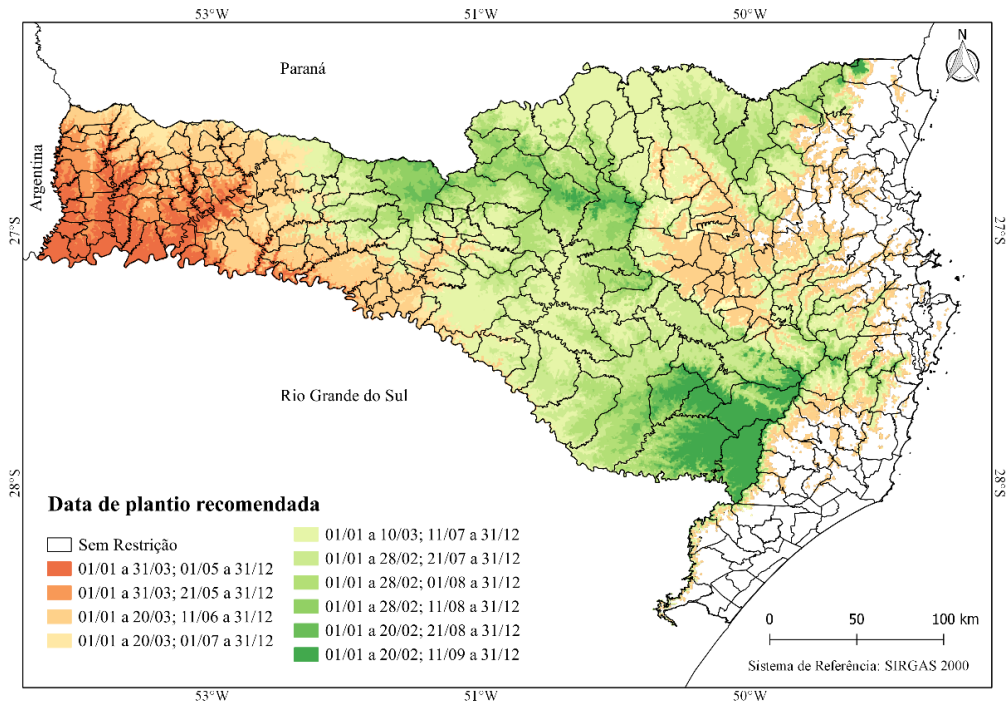 53°W 51°W 50°W
N
Paraná
Argentina
27°S
27°S
Rio Grande do Sul
28°S
28°S
Data de plantio recomendada
Sem Restrição
01/01 a 31/03; 01/05 a 31/12
01/01 a 31/03; 21/05 a 31/12
01/01 a 20/03; 11/06 a 31/12
01/01 a 20/03; 01/07 a 31/12
01/01 a 10/03; 11/07 a 31/12
01/01 a 28/02; 21/07 a 31/12
01/01 a 28/02; 01/08 a 31/12
01/01 a 28/02; 11/08 a 31/12
01/01 a 20/02; 21/08 a 31/12
01/01 a 20/02; 11/09 a 31/12
0 50 100 km
Sistema de Referência: SIRGAS 2000
53°W 51°W 50°W